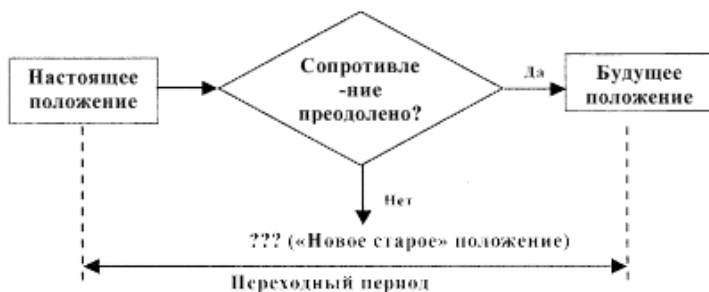 Настоящее
положение
Сопротивле
-ние
преодолено?
Да
Будущее
положение
Нет
??? («Новое старое» положение)
Переходный период